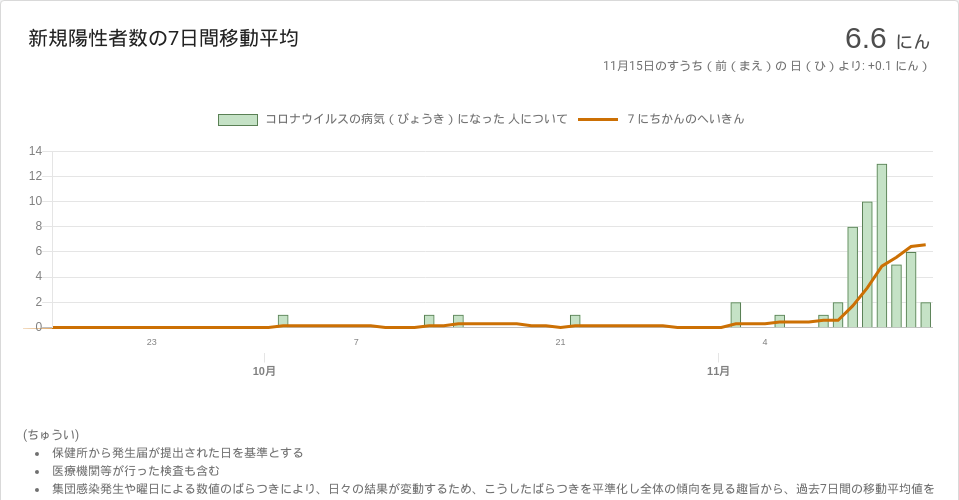 新規陽性者数の7日間移動平均
6.6 にん
11月15日のすうち ( 前 ( まえ ) の 日 ( ひ ) より: +0.1 にん )
コロナウイルスの病気 ( びょうき ) になった 人について
7 にちかんのへいきん
14
12
10
8
6
4
2
0
23 7 21 4
10月 11月
(ちゅうい)
• 保健所から発生届が提出された日を基準とする
• 医療機関等が行った検査も含む
• 集団感染発生や曜日による数値のばらつきにより、日々の結果が変動するため、こうしたばらつきを平準化し全体の傾向を見る趣旨から、過去7日間の移動平均値を